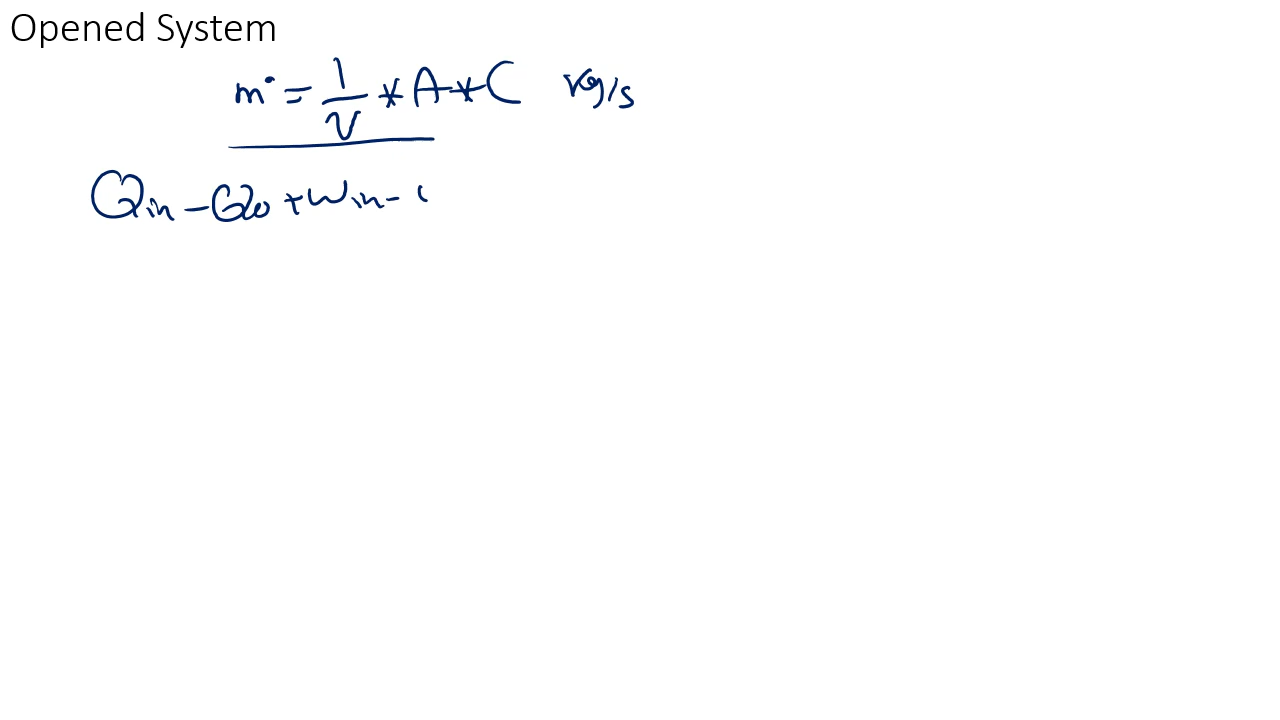 Opened System
ṁ = 1/v * A * C kg/s
Qin - Qo + Win -